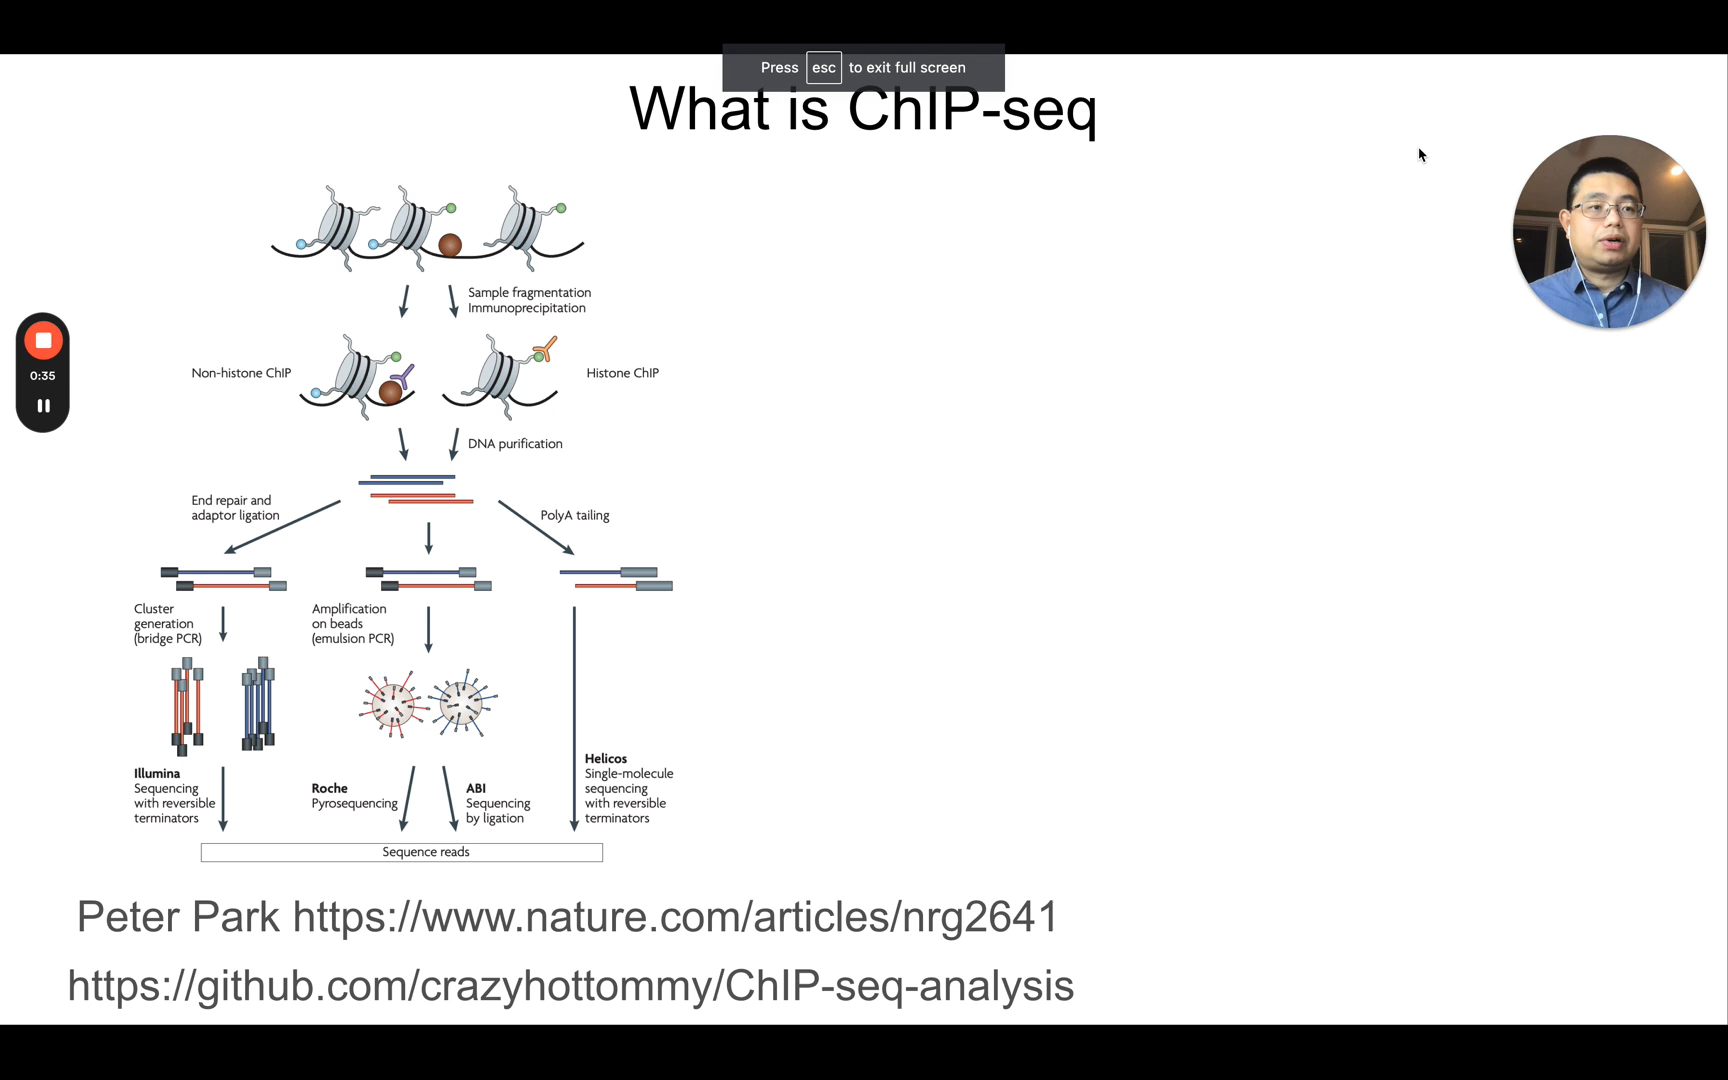 Press esc to exit full screen
What is ChIP-seq
Sample fragmentation
Immunoprecipitation
0:35
Non-histone ChIP
Histone ChIP
DNA purification
End repair and
adaptor ligation
PolyA tailing
Cluster
generation
(bridge PCR)
Amplification
on beads
(emulsion PCR)
Illumina
Sequencing
with reversible
terminators
Roche
Pyrosequencing
ABI
Sequencing
by ligation
Helicos
Single-molecule
sequencing
with reversible
terminators
Sequence reads
Peter Park https://www.nature.com/articles/nrg2641
https://github.com/crazyhottommy/ChIP-seq-analysis